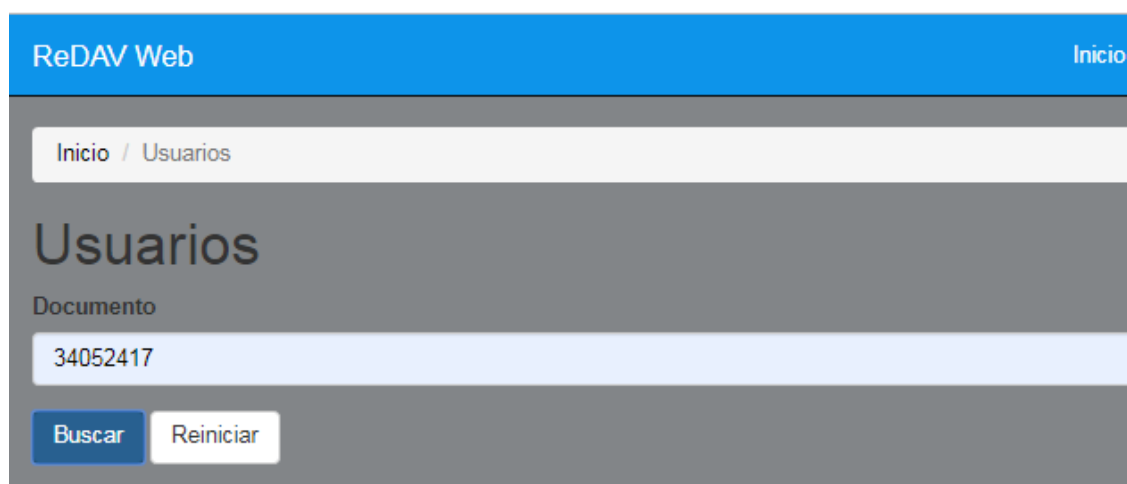 ReDAV Web Inicio
Inicio / Usuarios
Usuarios
Documento
34052417
Buscar Reiniciar